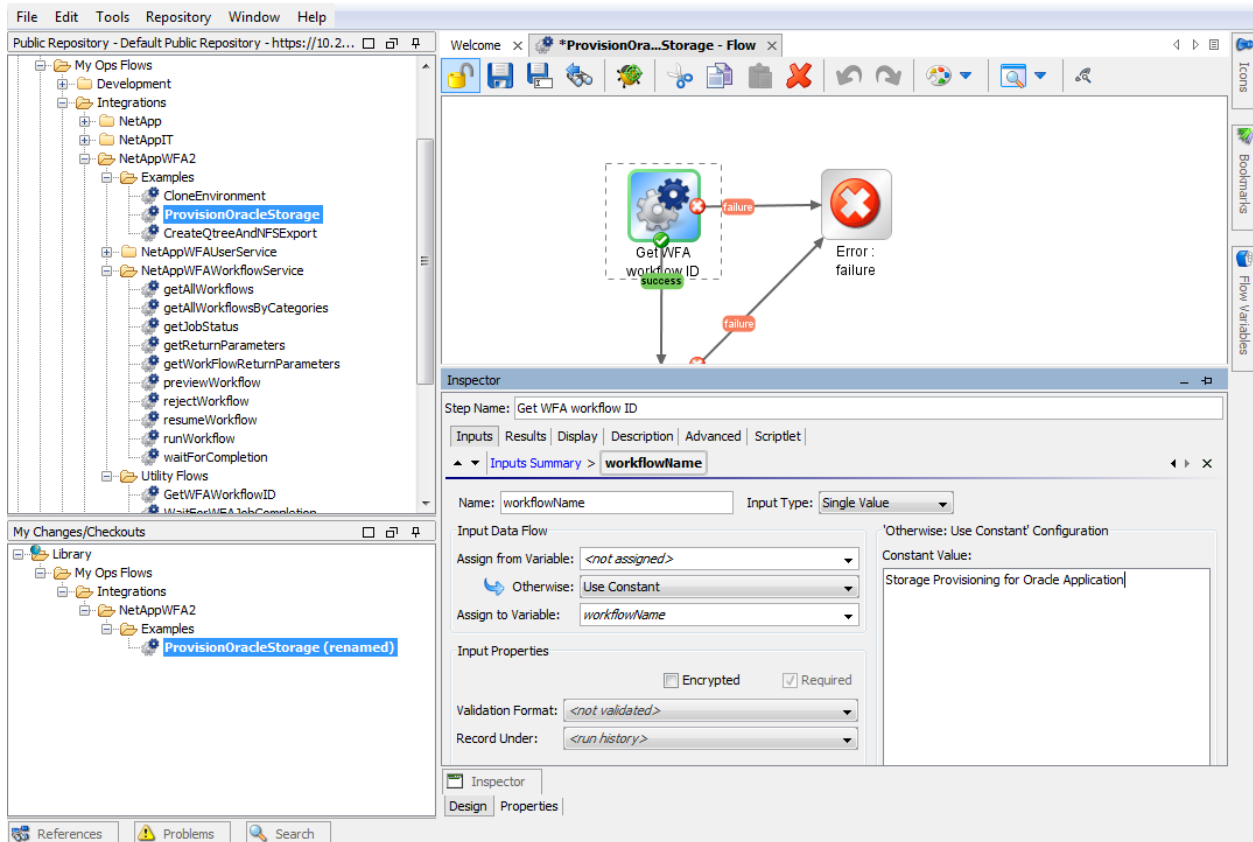 File Edit Tools Repository Window Help
Public Repository - Default Public Repository - https://10.2...
My Ops Flows
Development
Integrations
NetApp
NetAppIT
NetAppWFA2
Examples
CloneEnvironment
ProvisionOracleStorage
CreateQtreeAndNFSExport
NetAppWFAUserService
NetAppWFAWorkflowService
getAllWorkflows
getAllWorkflowsByCategories
getJobStatus
getReturnParameters
getWorkFlowReturnParameters
previewWorkflow
rejectWorkflow
resumeWorkflow
runWorkflow
waitForCompletion
Utility Flows
GetWFAWorkflowID
WaitForWFAJobCompletion
My Changes/Checkouts
Library
My Ops Flows
Integrations
NetAppWFA2
Examples
ProvisionOracleStorage (renamed)
References Problems Search
Welcome *ProvisionOra...Storage - Flow
Get WFA
workflow ID
failure
success
Error :
failure
failure
Icons
Bookmarks
Flow Variables
Inspector
Step Name: Get WFA workflow ID
Inputs Results Display Description Advanced Scriptlet
Inputs Summary > workflowName
Name: workflowName Input Type: Single Value
Input Data Flow
Assign from Variable: <not assigned>
Otherwise: Use Constant
Assign to Variable: workflowName
Input Properties
Encrypted Required
Validation Format: <not validated>
Record Under: <run history>
'Otherwise: Use Constant' Configuration
Constant Value:
Storage Provisioning for Oracle Application
Inspector
Design Properties